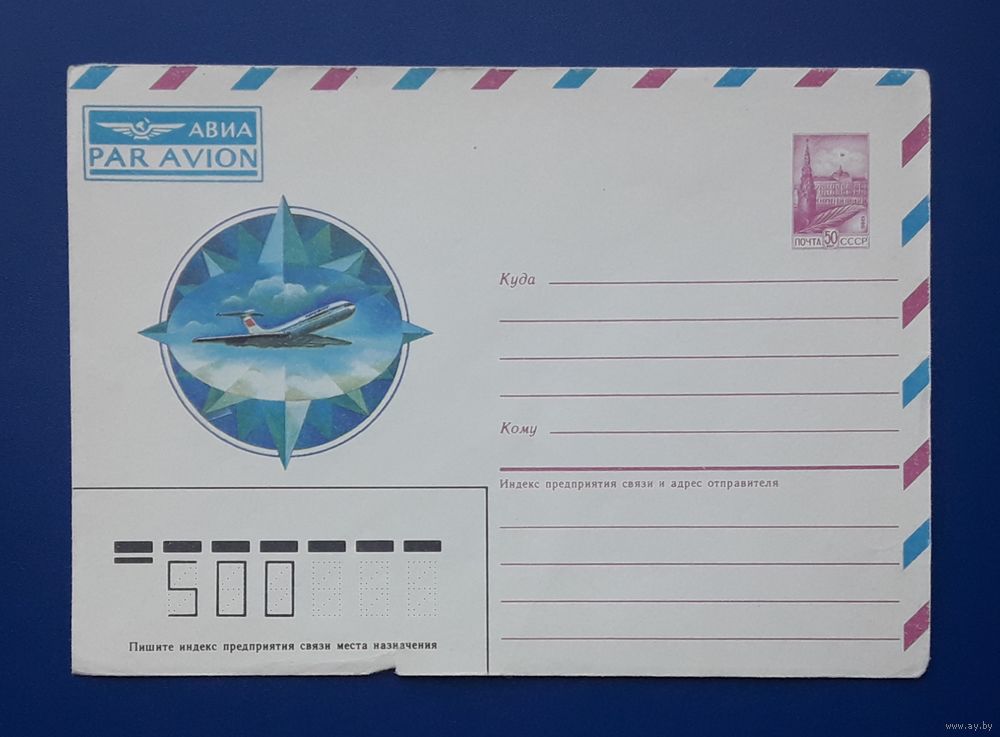 АВИА
PAR AVION
1988
ПОЧТА 50 СССР
Куда
Кому
Индекс предприятия связи и адрес отправителя
500
Пишите индекс предприятия связи места назначения
www.ay.by